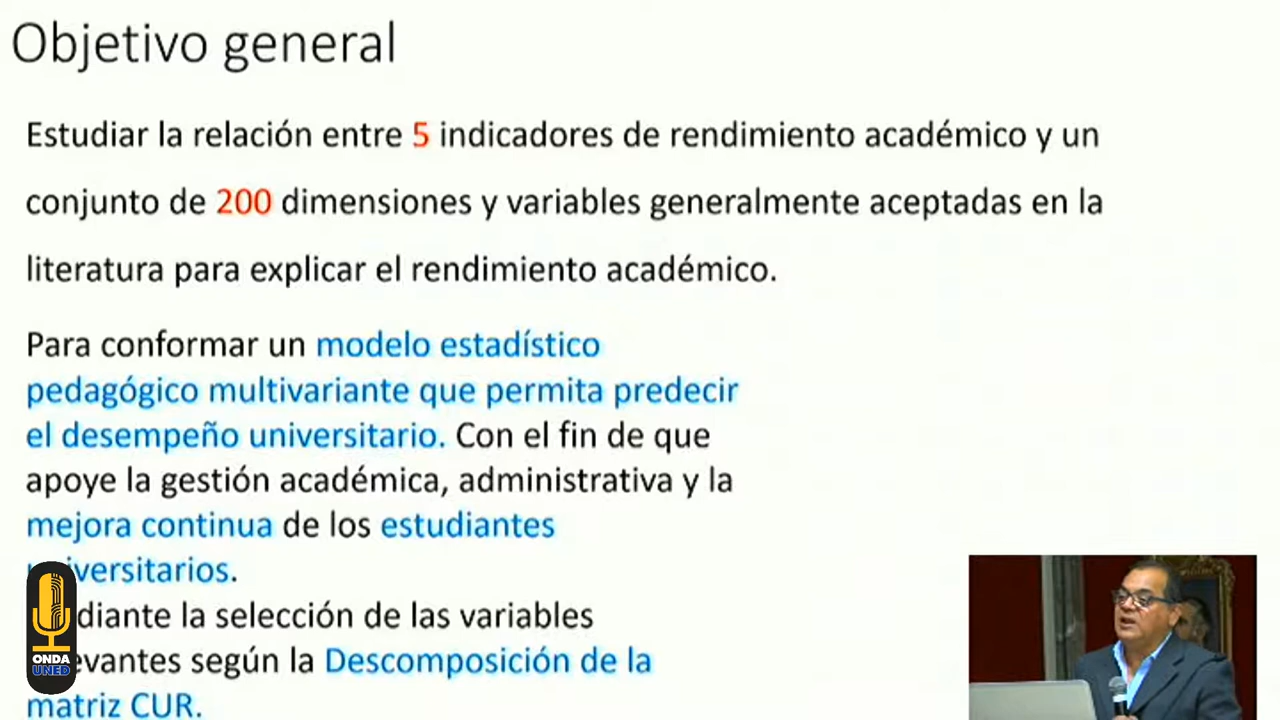 Objetivo general
Estudiar la relación entre 5 indicadores de rendimiento académico y un
conjunto de 200 dimensiones y variables generalmente aceptadas en la
literatura para explicar el rendimiento académico.
Para conformar un modelo estadístico
pedagógico multivariante que permita predecir
el desempeño universitario. Con el fin de que
apoye la gestión académica, administrativa y la
mejora continua de los estudiantes
la selección de las variables
según la Descomposición de la
matriz CUR.
ONDA
UNED